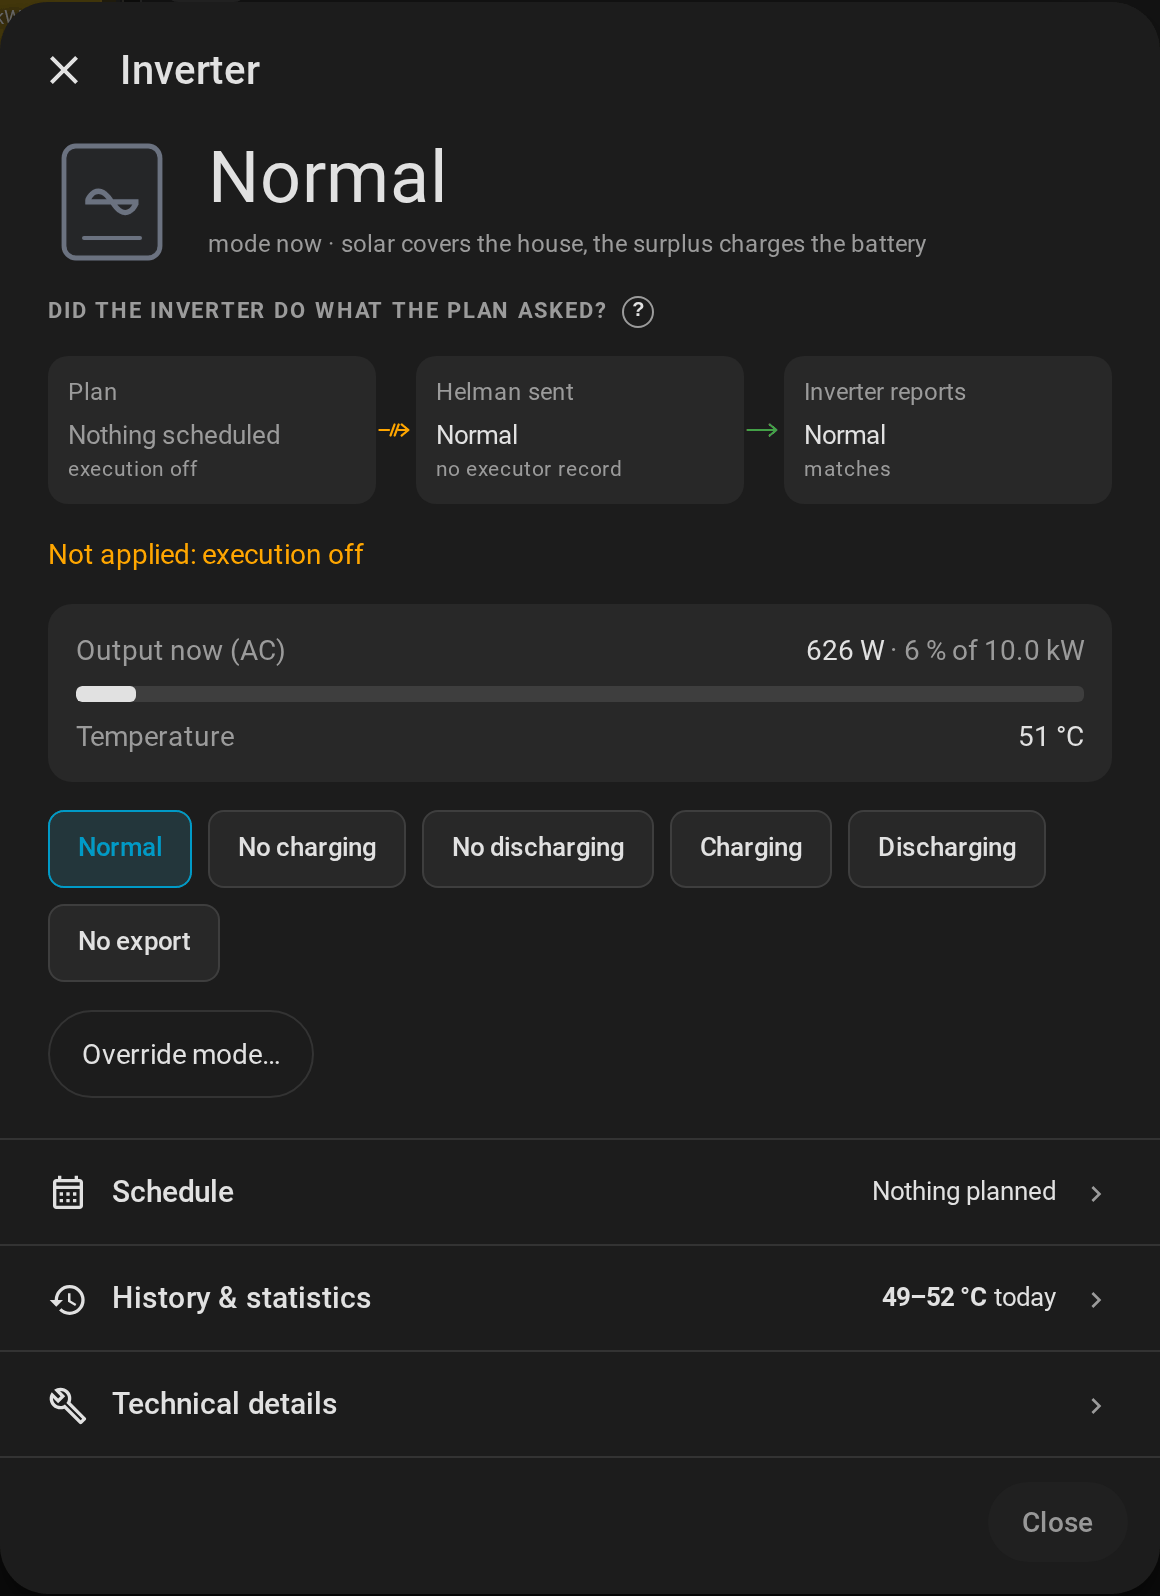 Inverter
Normal
mode now · solar covers the house, the surplus charges the battery
DID THE INVERTER DO WHAT THE PLAN ASKED? ?
Plan
Nothing scheduled
execution off
Helman sent
Normal
no executor record
Inverter reports
Normal
matches
Not applied: execution off
Output now (AC) 626 W · 6 % of 10.0 kW
Temperature 51 °C
Normal No charging No discharging Charging Discharging
No export
Override mode…
Schedule Nothing planned
History & statistics 49–52 °C today
Technical details
Close